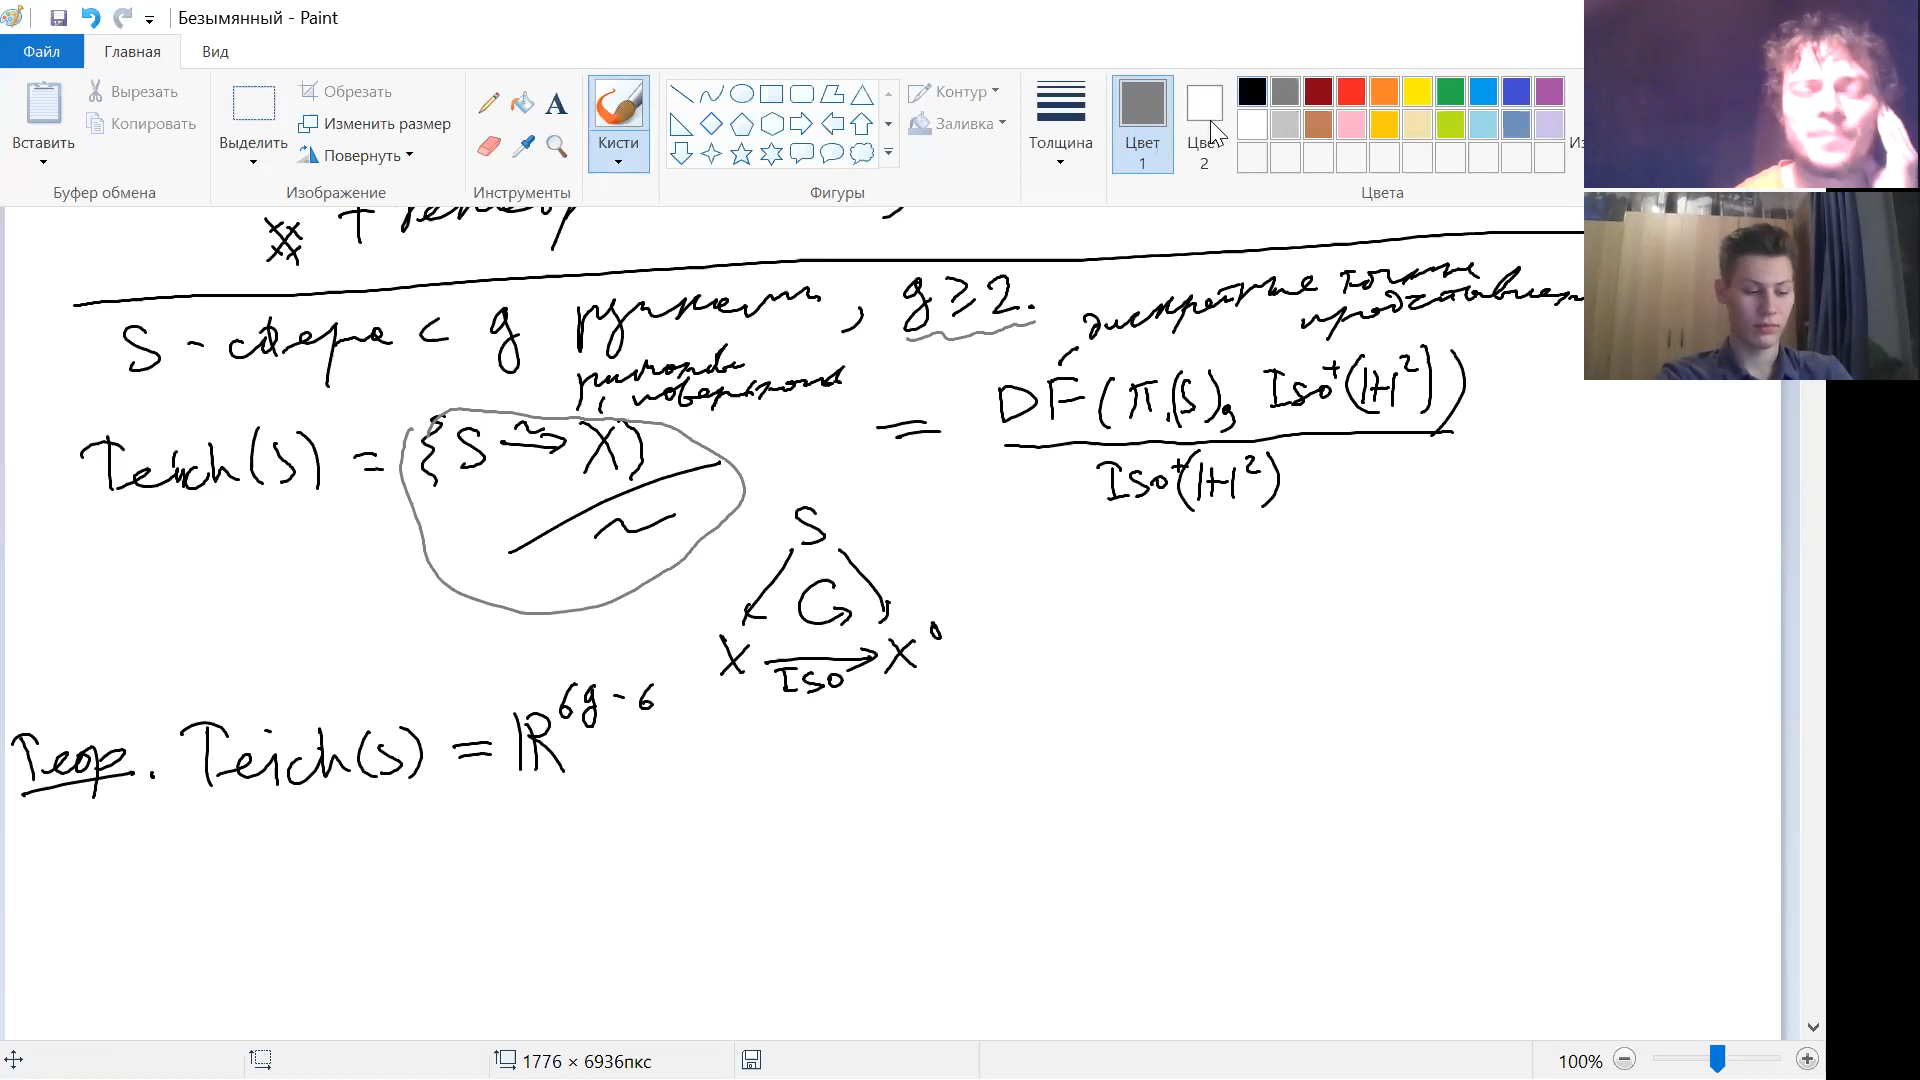 Безымянный - Paint
Файл Главная Вид
Вставить
Вырезать
Копировать
Буфер обмена
Выделить
Обрезать
Изменить размер
Повернуть
Изображение
A
Инструменты
Кисти
Контур
Заливка
Фигуры
Толщина
Цвет 1
Цвет 2
Цвета
S - сфера с g ручками, g ≥ 2.
дискретные точные
представления
римановы
поверхности
Teich(S) = {S ⥲ X} / ~ = DF(π₁(S), Iso⁺(ℍ²)) / Iso⁺(ℍ²)
S
X Iso X'
Теор. Teich(S) = ℝ^{6g-6}
1776 × 6936пкс
100%